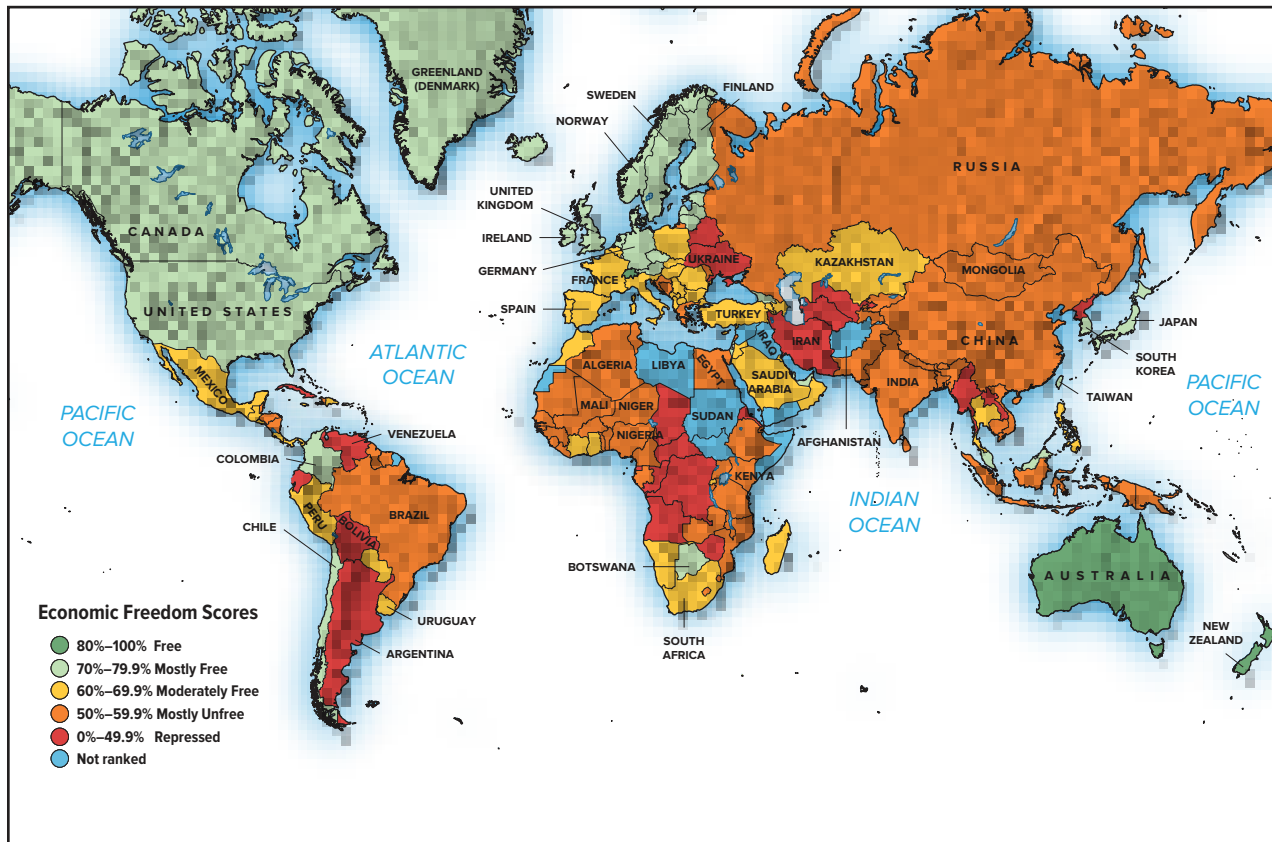 GREENLAND
(DENMARK)
SWEDEN
FINLAND
NORWAY
RUSSIA
UNITED
KINGDOM
CANADA
IRELAND
UKRAINE
KAZAKHSTAN
GERMANY
MONGOLIA
FRANCE
SPAIN
UNITED STATES
TURKEY
JAPAN
IRAQ
IRAN
CHINA
ATLANTIC
OCEAN
ALGERIA
LIBYA
EGYPT
SAUDI
ARABIA
SOUTH
KOREA
MEXICO
INDIA
PACIFIC
OCEAN
TAIWAN
PACIFIC
OCEAN
MALI
NIGER
SUDAN
VENEZUELA
NIGERIA
AFGHANISTAN
COLOMBIA
KENYA
INDIAN
OCEAN
PERU
BRAZIL
CHILE
BOLIVIA
BOTSWANA
AUSTRALIA
Economic Freedom Scores
80%–100% Free
70%–79.9% Mostly Free
60%–69.9% Moderately Free
50%–59.9% Mostly Unfree
0%–49.9% Repressed
Not ranked
URUGUAY
ARGENTINA
SOUTH
AFRICA
NEW
ZEALAND